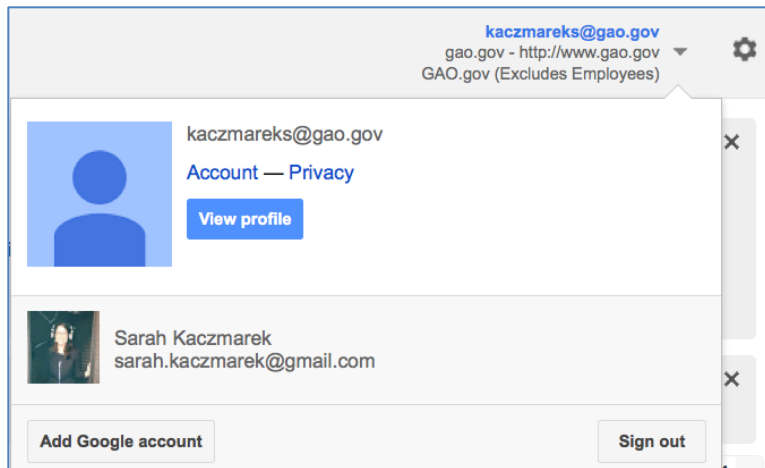 kaczmareks@gao.gov
gao.gov - http://www.gao.gov
GAO.gov (Excludes Employees)
kaczmareks@gao.gov
Account — Privacy
View profile
Sarah Kaczmarek
sarah.kaczmarek@gmail.com
Add Google account
Sign out